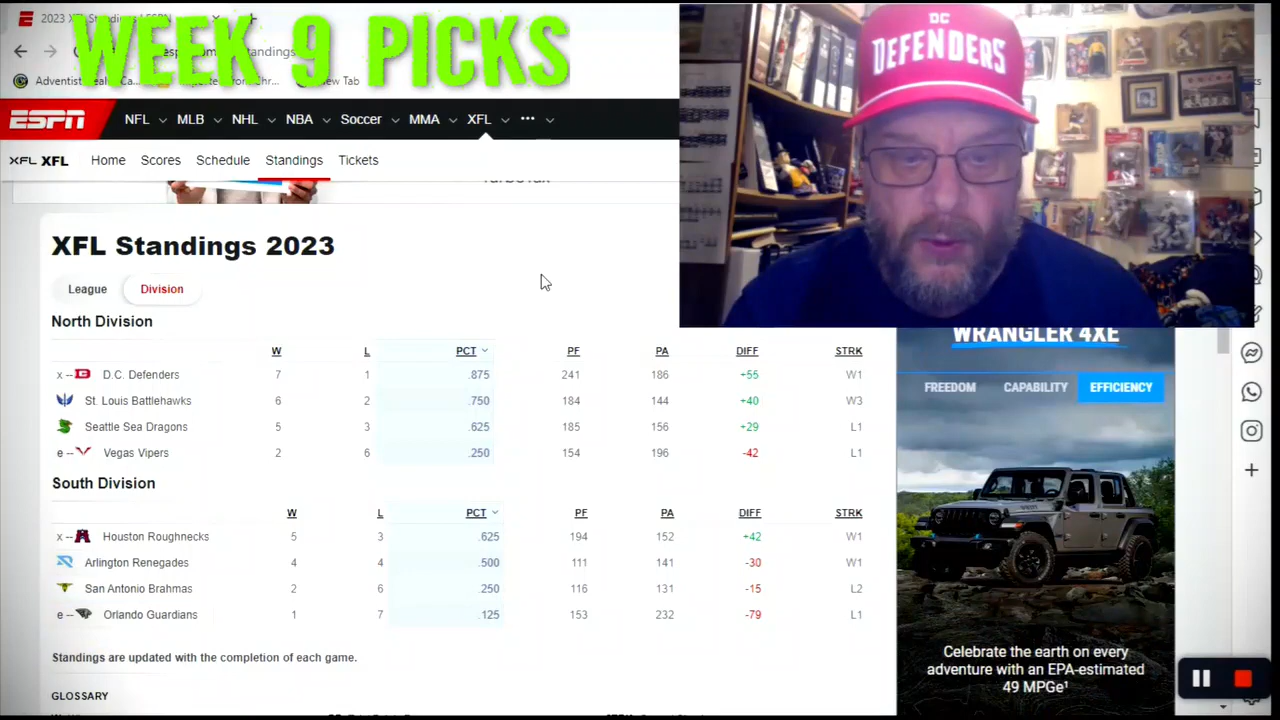 2023 XFL Standings | ESPN
WEEK 9 PICKS
DC
DEFENDERS
ESPN NFL MLB NHL NBA Soccer MMA XFL ...
XFL XFL Home Scores Schedule Standings Tickets
XFL Standings 2023
League Division
North Division
W L PCT PF PA DIFF STRK
x -- D.C. Defenders 7 1 .875 241 186 +55 W1
St. Louis Battlehawks 6 2 .750 184 144 +40 W3
Seattle Sea Dragons 5 3 .625 185 156 +29 L1
e -- Vegas Vipers 2 6 .250 154 196 -42 L1
South Division
W L PCT PF PA DIFF STRK
x -- Houston Roughnecks 5 3 .625 194 152 +42 W1
Arlington Renegades 4 4 .500 111 141 -30 W1
San Antonio Brahmas 2 6 .250 116 131 -15 L2
e -- Orlando Guardians 1 7 .125 153 232 -79 L1
Standings are updated with the completion of each game.
GLOSSARY
WRANGLER 4XE
FREEDOM CAPABILITY EFFICIENCY
Celebrate the earth on every
adventure with an EPA-estimated
49 MPGe¹